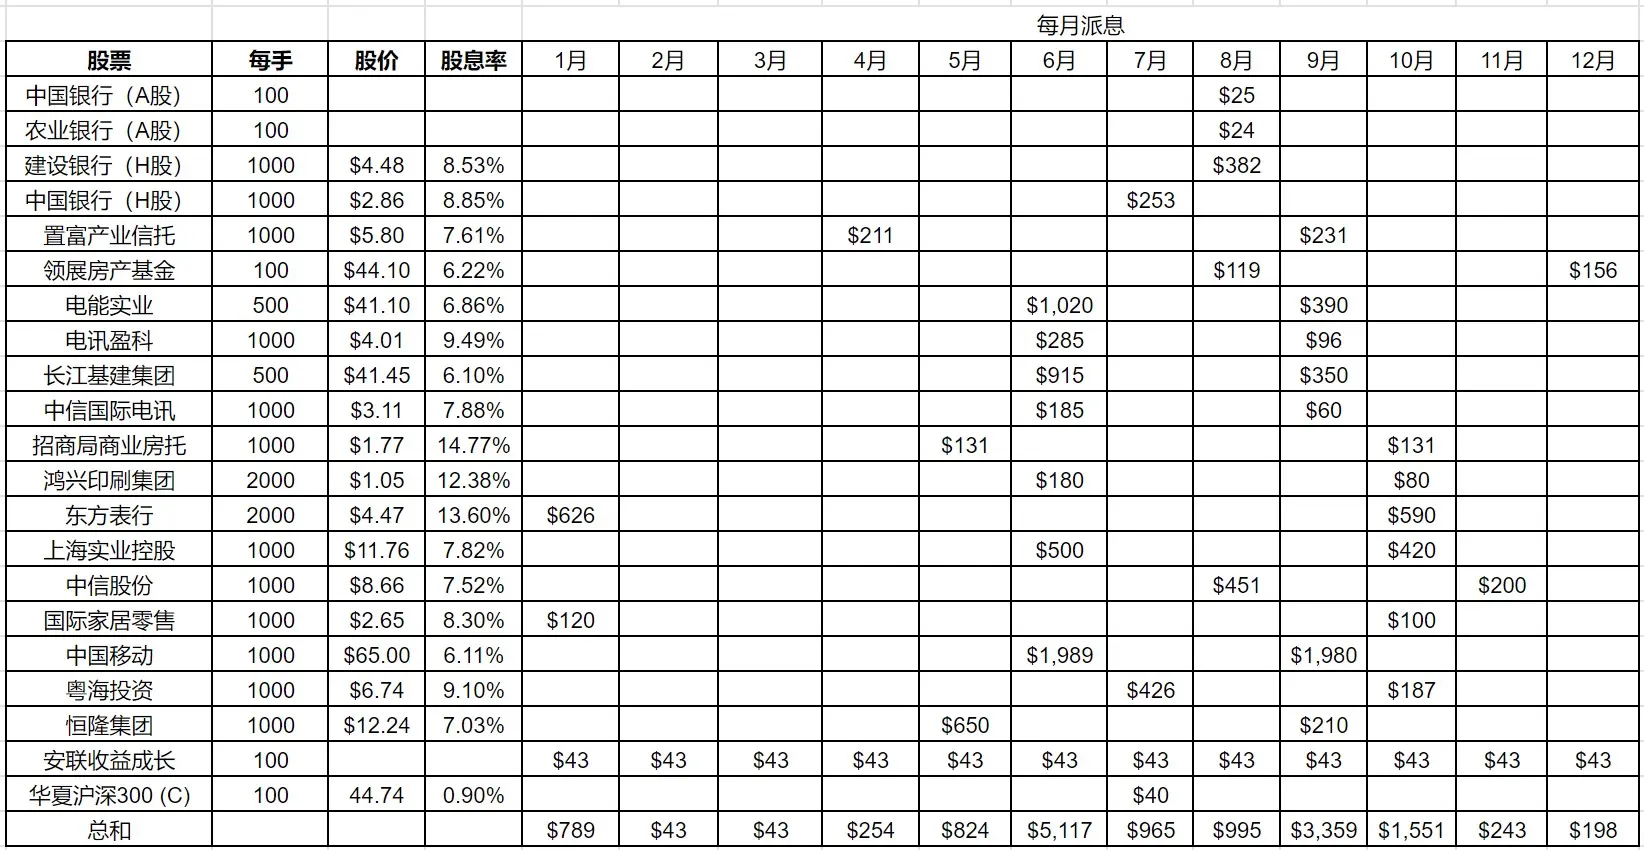 每月派息
股票 每手 股价 股息率 1月 2月 3月 4月 5月 6月 7月 8月 9月 10月 11月 12月
中国银行（A股） 100 $25
农业银行（A股） 100 $24
建设银行（H股） 1000 $4.48 8.53% $382
中国银行（H股） 1000 $2.86 8.85% $253
置富产业信托 1000 $5.80 7.61% $211 $231
领展房产基金 100 $44.10 6.22% $119 $156
电能实业 500 $41.10 6.86% $1,020 $390
电讯盈科 1000 $4.01 9.49% $285 $96
长江基建集团 500 $41.45 6.10% $915 $350
中信国际电讯 1000 $3.11 7.88% $185 $60
招商局商业房托 1000 $1.77 14.77% $131 $131
鸿兴印刷集团 2000 $1.05 12.38% $180 $80
东方表行 2000 $4.47 13.60% $626 $590
上海实业控股 1000 $11.76 7.82% $500 $420
中信股份 1000 $8.66 7.52% $451 $200
国际家居零售 1000 $2.65 8.30% $120 $100
中国移动 1000 $65.00 6.11% $1,989 $1,980
粤海投资 1000 $6.74 9.10% $426 $187
恒隆集团 1000 $12.24 7.03% $650 $210
安联收益成长 100 $43 $43 $43 $43 $43 $43 $43 $43 $43 $43 $43 $43
华夏沪深300 (C) 100 44.74 0.90% $40
总和 $789 $43 $43 $254 $824 $5,117 $965 $995 $3,359 $1,551 $243 $198